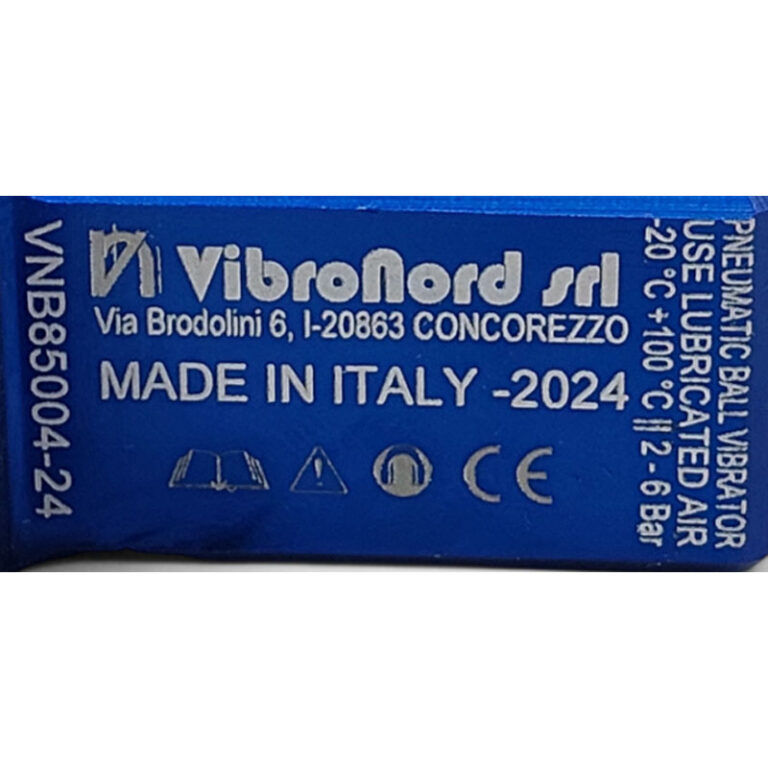 VNB85004-24
VibroNord srl
Via Brodolini 6, I-20863 CONCOREZZO
MADE IN ITALY -2024
CE
PNEUMATIC BALL VIBRATOR
USE LUBRICATED AIR
-20 °C +100 °C || 2 - 6 Bar